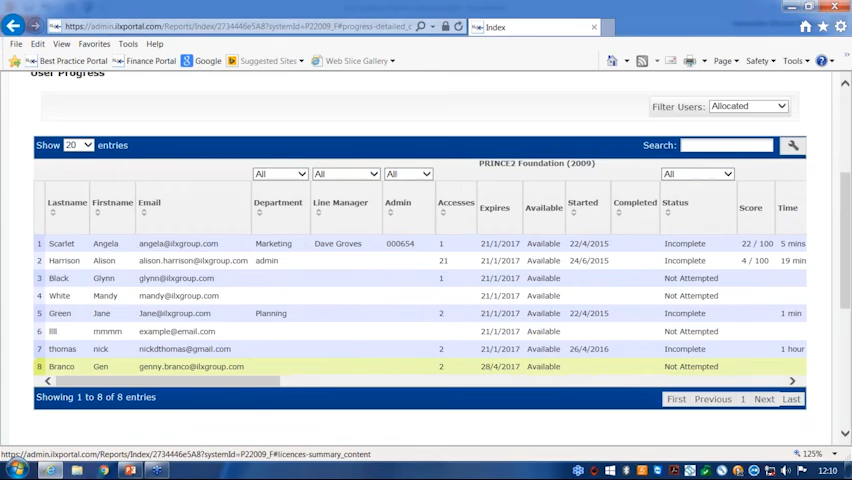 https://admin.ilxportal.com/Reports/Index/2734446e5A8?systemId=P22009_F#progress-detailed_c
Index
File Edit View Favorites Tools Help
Best Practice Portal Finance Portal Google Suggested Sites Web Slice Gallery Page Safety Tools
User Progress
Filter Users: Allocated
Show 20 entries Search:
PRINCE2 Foundation (2009)
All All All All
Lastname Firstname Email Department Line Manager Admin Accesses Expires Available Started Completed Status Score Time
1 Scarlet Angela angela@ilxgroup.com Marketing Dave Groves 000654 1 21/1/2017 Available 22/4/2015 Incomplete 22 / 100 5 mins
2 Harrison Alison alison.harrison@ilxgroup.com admin 21 21/1/2017 Available 24/6/2015 Incomplete 4 / 100 19 min
3 Black Glynn glynn@ilxgroup.com 1 21/1/2017 Available Not Attempted
4 White Mandy mandy@ilxgroup.com 21/1/2017 Available Not Attempted
5 Green Jane Jane@ilxgroup.com Planning 2 21/1/2017 Available 22/4/2015 Incomplete 1 min
6 mmmm example@email.com 21/1/2017 Available Not Attempted
7 thomas nick nickdthomas@gmail.com 2 21/1/2017 Available 26/4/2016 Incomplete 1 hour
8 Branco Gen genny.branco@ilxgroup.com 2 28/4/2017 Available Not Attempted
Showing 1 to 8 of 8 entries First Previous 1 Next Last
https://admin.ilxportal.com/Reports/Index/2734446e5A8?systemId=P22009_F#licences-summary_content
125%
12:10